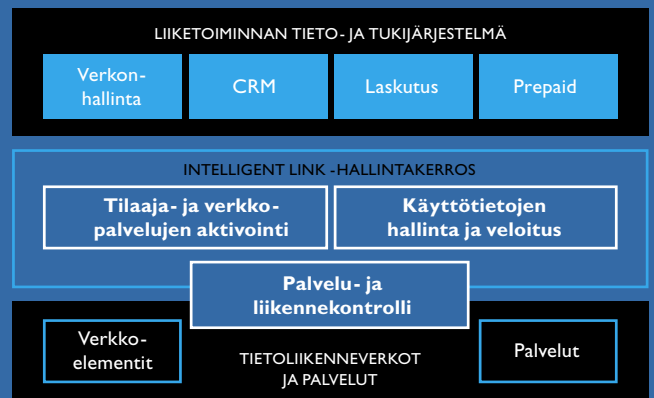 LIIKETOIMINNAN TIETO- JA TUKIJÄRJESTELMÄ
Verkon-
hallinta
CRM
Laskutus
Prepaid
INTELLIGENT LINK -HALLINTAKERROS
Tilaaja- ja verkko-
palvelujen aktivointi
Käyttötietojen
hallinta ja veloitus
Palvelu- ja
liikennekontrolli
Verkko-
elementit
TIETOLIIKENNEVERKOT
JA PALVELUT
Palvelut